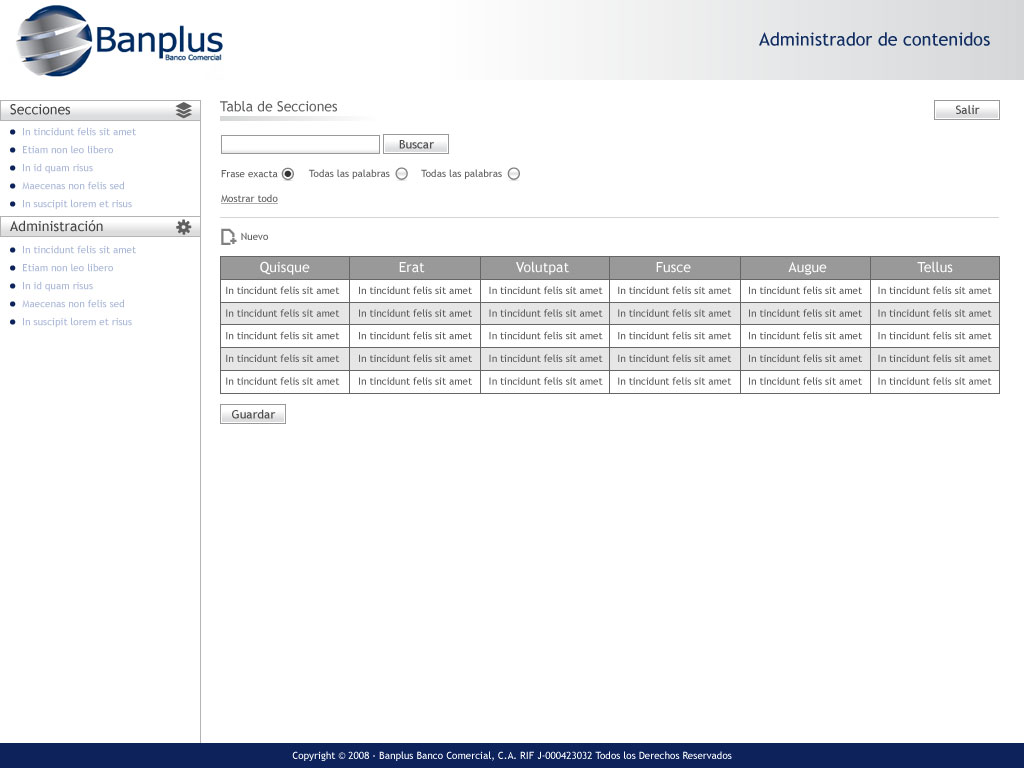 Banplus
Banco Comercial
Administrador de contenidos
Secciones
In tincidunt felis sit amet
Etiam non leo libero
In id quam risus
Maecenas non felis sed
In suscipit lorem et risus
Administración
In tincidunt felis sit amet
Etiam non leo libero
In id quam risus
Maecenas non felis sed
In suscipit lorem et risus
Tabla de Secciones
Salir
Buscar
Frase exacta Todas las palabras Todas las palabras
Mostrar todo
Nuevo
Quisque Erat Volutpat Fusce Augue Tellus
In tincidunt felis sit amet In tincidunt felis sit amet In tincidunt felis sit amet In tincidunt felis sit amet In tincidunt felis sit amet In tincidunt felis sit amet
In tincidunt felis sit amet In tincidunt felis sit amet In tincidunt felis sit amet In tincidunt felis sit amet In tincidunt felis sit amet In tincidunt felis sit amet
In tincidunt felis sit amet In tincidunt felis sit amet In tincidunt felis sit amet In tincidunt felis sit amet In tincidunt felis sit amet In tincidunt felis sit amet
In tincidunt felis sit amet In tincidunt felis sit amet In tincidunt felis sit amet In tincidunt felis sit amet In tincidunt felis sit amet In tincidunt felis sit amet
In tincidunt felis sit amet In tincidunt felis sit amet In tincidunt felis sit amet In tincidunt felis sit amet In tincidunt felis sit amet In tincidunt felis sit amet
Guardar
Copyright © 2008 - Banplus Banco Comercial, C.A. RIF J-000423032 Todos los Derechos Reservados